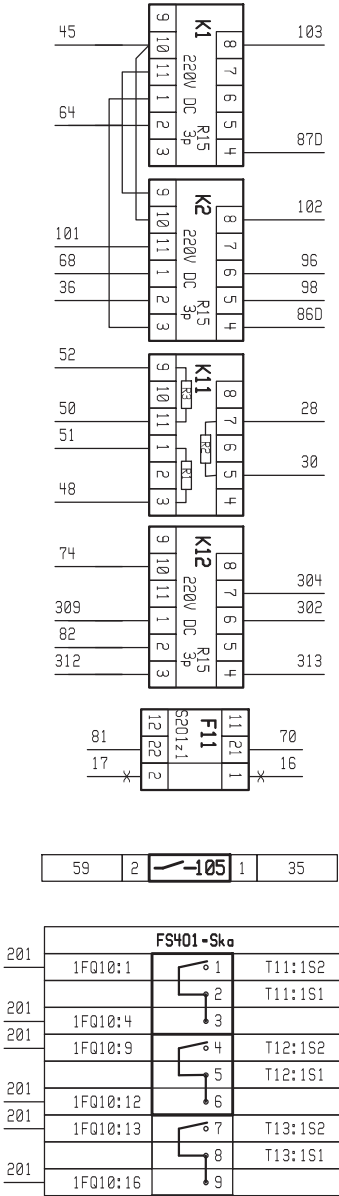 45 9 K1 8 103
10 7
11 220V DC 6
1 R15 5
64 2 3p 4 87D
3
9 K2 8 102
10 7
101 11 220V DC 6 96
68 1 R15 5 98
36 2 3p 4 86D
3
52 9 K11 8
10 R3 7 28
50 11 R2 6
51 1 5 30
2 R1 4
48 3
9 K12 8
74 10 7 304
11 220V DC 6 302
309 1 R15 5
82 2 3p 4 313
312 3
12 S201z1 F11 11
81 22 21 70
17 2 1 16
59 2 -105 1 35
FS401-Ska
201 1FQ10:1 1 T11:1S2
2 T11:1S1
201 1FQ10:4 3
201 1FQ10:9 4 T12:1S2
5 T12:1S1
201 1FQ10:12 6
201 1FQ10:13 7 T13:1S2
8 T13:1S1
201 1FQ10:16 9